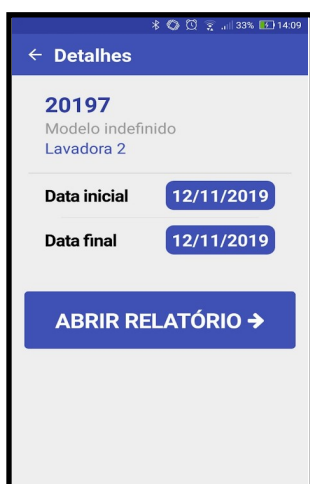 33% 14:09
Detalhes
20197
Modelo indefinido
Lavadora 2
Data inicial 12/11/2019
Data final 12/11/2019
ABRIR RELATÓRIO